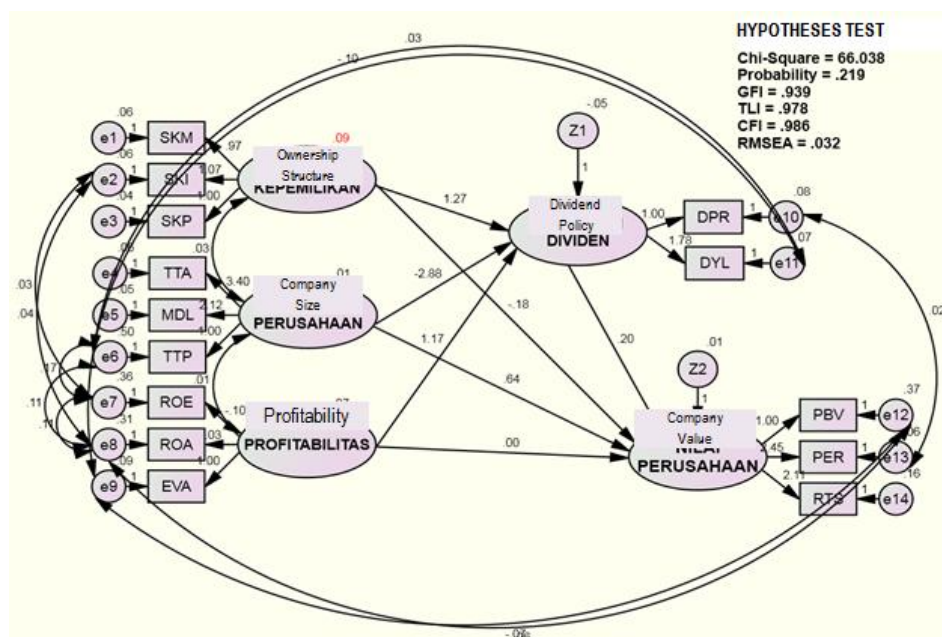 HYPOTHESES TEST
Chi-Square = 66.038
Probability = .219
GFI = .939
TLI = .978
CFI = .986
RMSEA = .032
.03
-.10
-.05
Z1
1
.06
e1
1
SKM
.97
.09
Ownership
Structure
KEPEMILIKAN
.06
e2
1
SKI
1.07
.04
e3
1
SKP
1.00
1.27
Dividend
Policy
DIVIDEN
1.00
DPR
1
e10
.08
1.78
DYL
1
e11
.07
.03
e4
1
TTA
3.40
.01
Company
Size
PERUSAHAAN
-2.88
-.18
.05
e5
1
MDL
2.12
.50
e6
1
TTP
1.00
1.17
.64
.20
.02
.03
.04
.17
.11
.11
.36
e7
1
ROE
.01
-.10
Profitability
PROFITABILITAS
.31
e8
1
ROA
.03
.09
e9
1
EVA
1.00
.00
.01
Z2
1
Company
Value
NILAI
PERUSAHAAN
1.00
PBV
1
e12
.37
2.45
PER
1
e13
.06
2.11
RTS
1
e14
.16
-.07